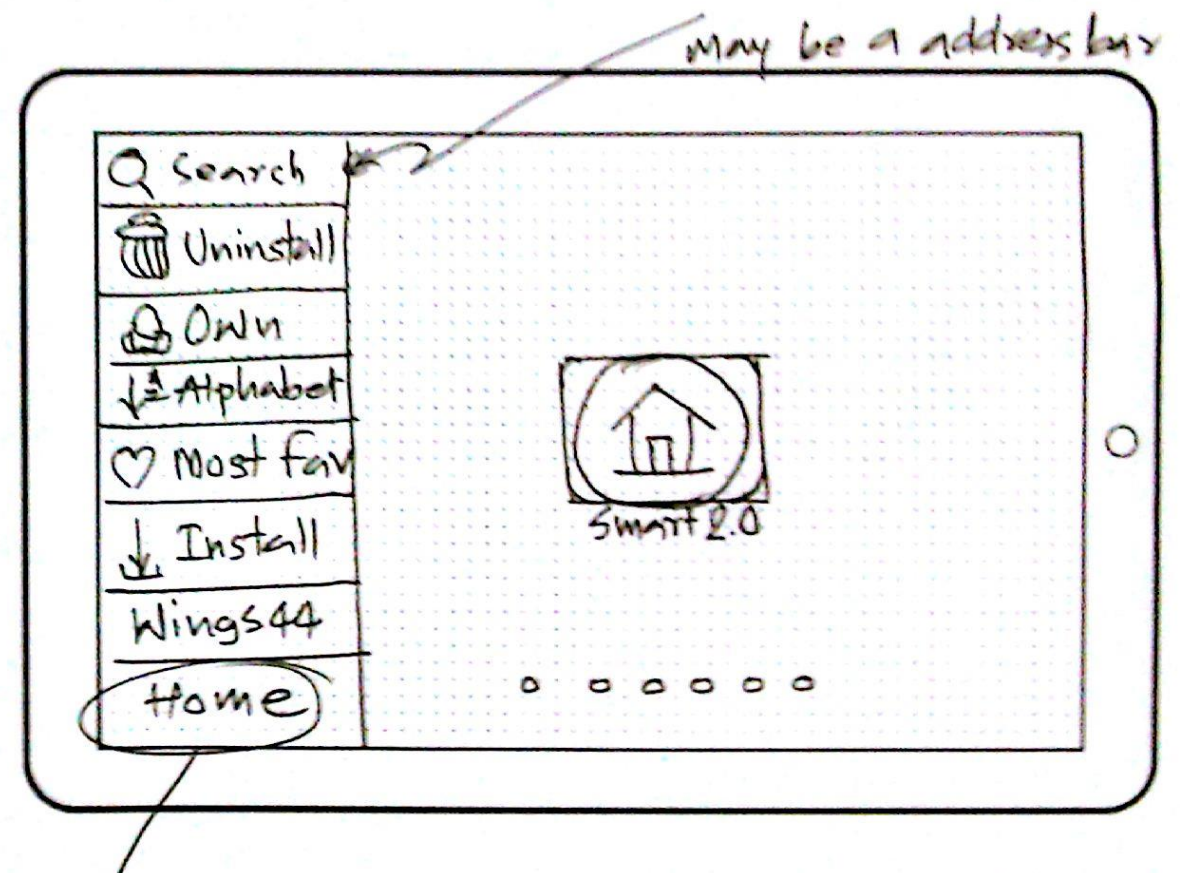 may be a address bar
Search
Uninstall
Own
Alphabet
Most fav
Install
Wings44
Home
Smart 2.0